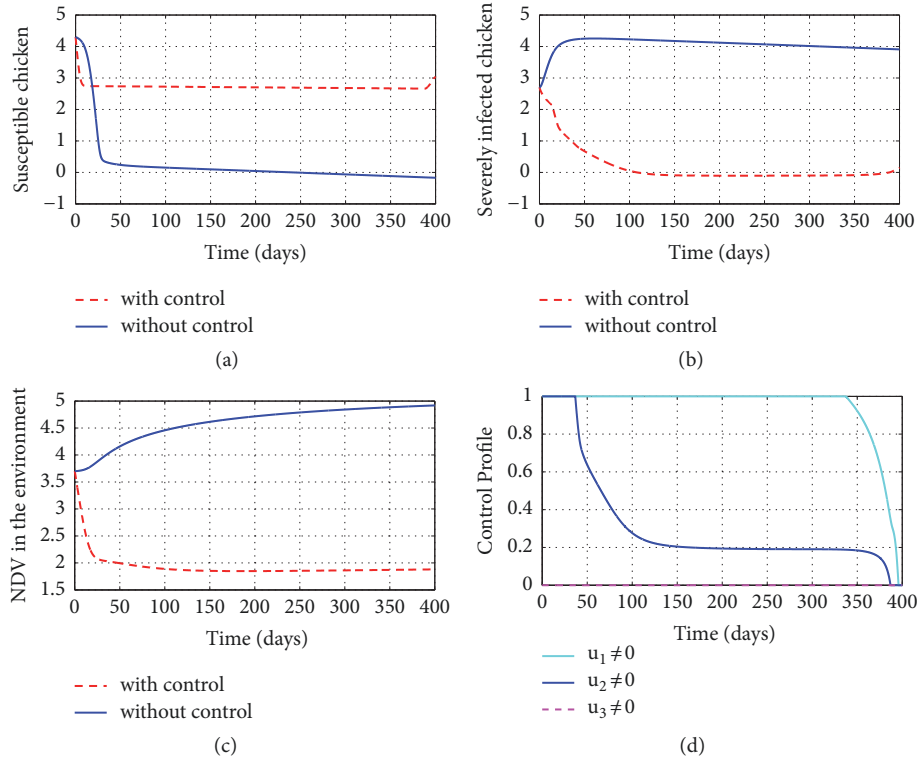 5
4
3
2
1
0
−1
Susceptible chicken
0 50 100 150 200 250 300 350 400
Time (days)
with control
without control
(a)
5
4
3
2
1
0
−1
Severely infected chicken
0 50 100 150 200 250 300 350 400
Time (days)
with control
without control
(b)
5
4.5
4
3.5
3
2.5
2
1.5
NDV in the environment
0 50 100 150 200 250 300 350 400
Time (days)
with control
without control
(c)
1
0.8
0.6
0.4
0.2
0
Control Profile
0 50 100 150 200 250 300 350 400
Time (days)
u₁≠0
u₂≠0
u₃≠0
(d)